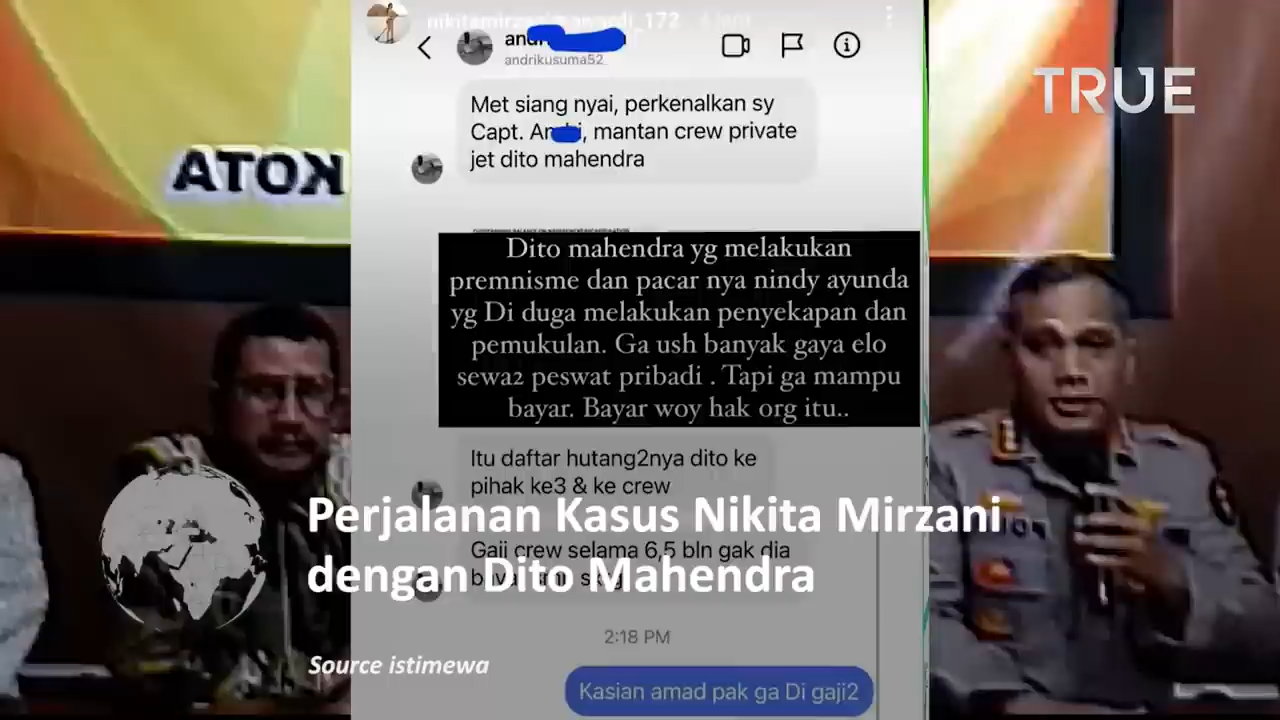 TRUE
andrikusuma52_
Met siang nyai, perkenalkan sy
Capt. , mantan crew private
jet dito mahendra
KOTA
Dito mahendra yg melakukan
premnisme dan pacar nya nindy ayunda
yg Di duga melakukan penyekapan dan
pemukulan. Ga ush banyak gaya elo
sewa2 peswat pribadi . Tapi ga mampu
bayar. Bayar woy hak org itu..
Itu daftar hutang2nya dito ke
pihak ke3 & ke crew
Perjalanan Kasus Nikita Mirzani
Gaji crew selama 6,5 bln gak dia
dengan Dito Mahendra
2:18 PM
Source istimewa
Kasian amad pak ga Di gaji2